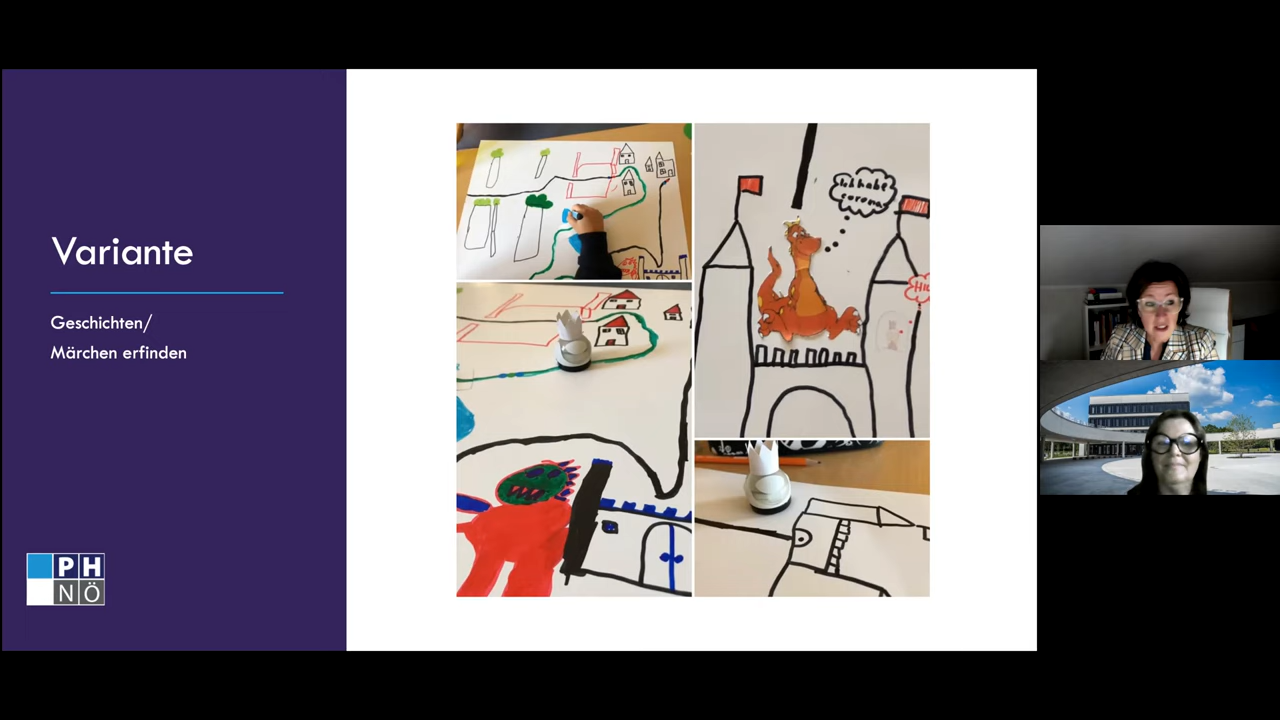 Variante
Geschichten/
Märchen erfinden
PH
NÖ
Ich habe
corona